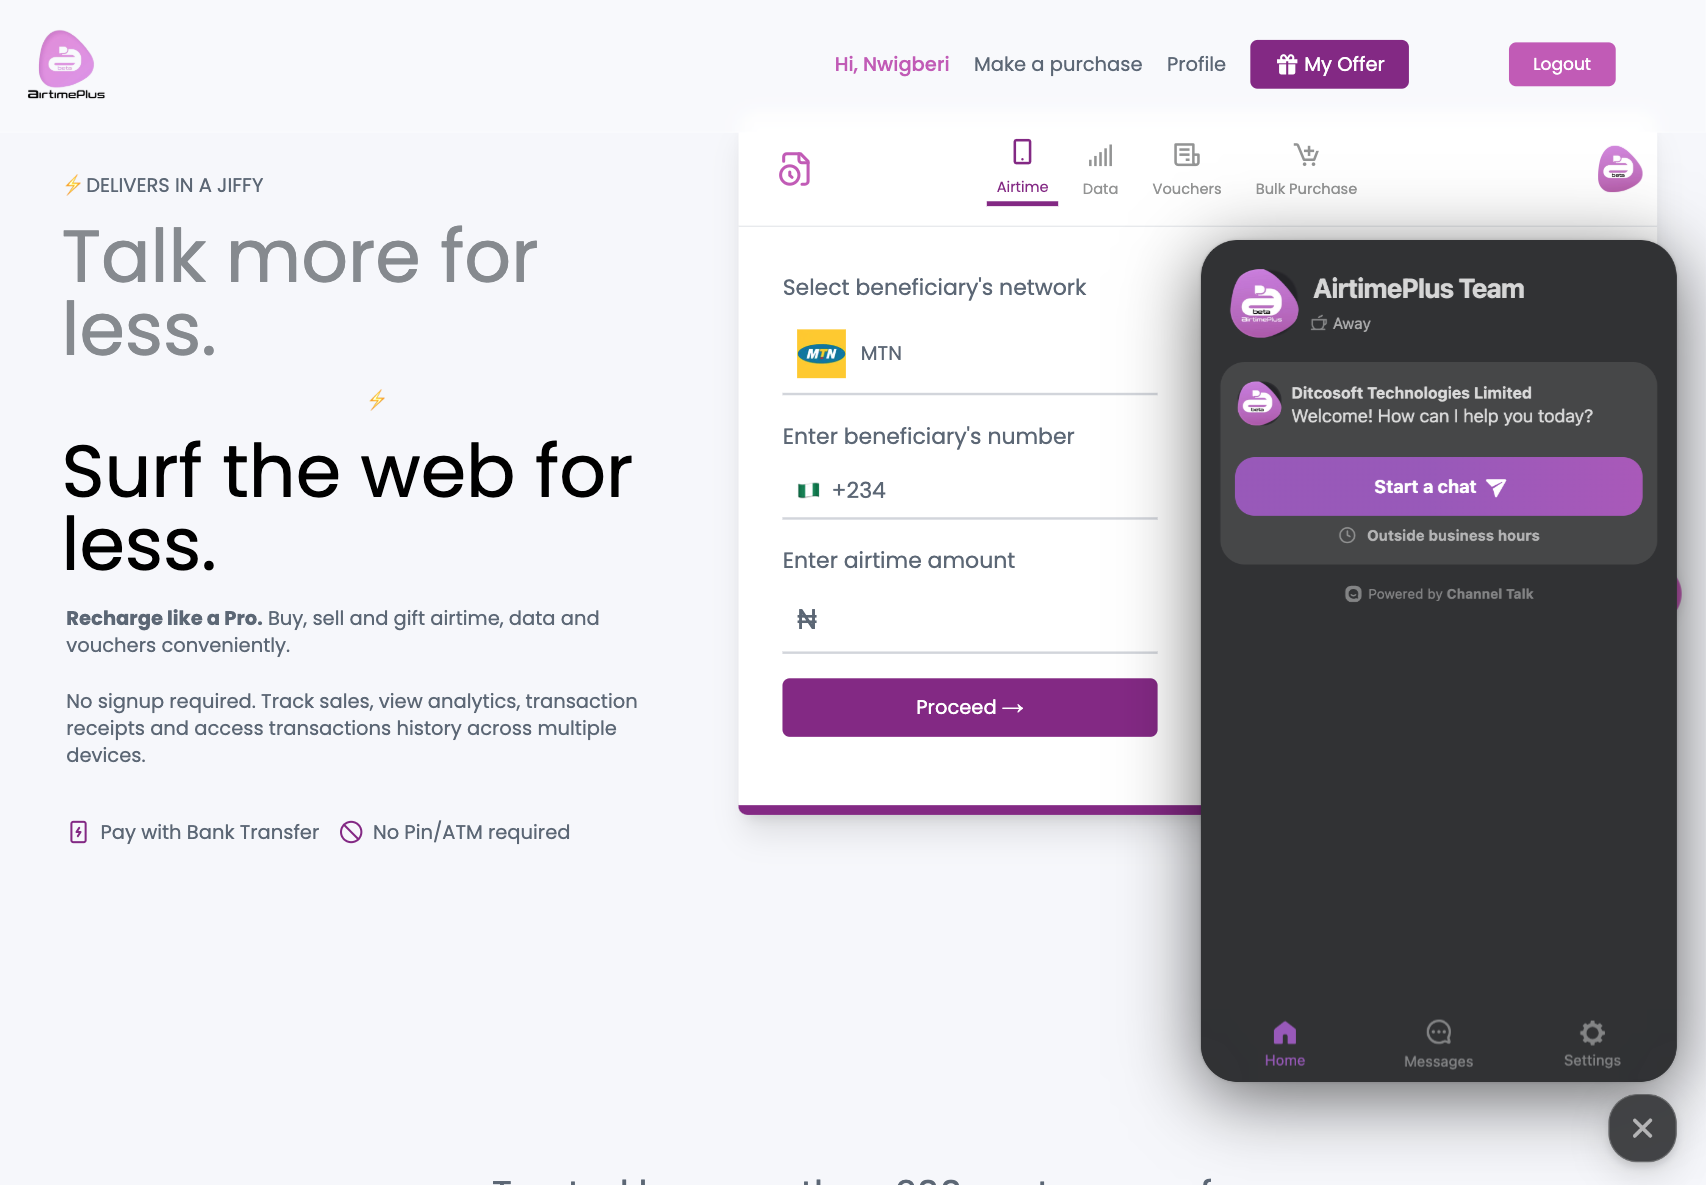 beta
AirtimePlus
Hi, Nwigberi
Make a purchase
Profile
My Offer
Logout
⚡ DELIVERS IN A JIFFY
Talk more for
less.
⚡
Surf the web for
less.
Recharge like a Pro. Buy, sell and gift airtime, data and
vouchers conveniently.
No signup required. Track sales, view analytics, transaction
receipts and access transactions history across multiple
devices.
Pay with Bank Transfer
No Pin/ATM required
Airtime
Data
Vouchers
Bulk Purchase
beta
Select beneficiary's network
MTN
MTN
Enter beneficiary's number
+234
Enter airtime amount
₦
Proceed →
beta
AirtimePlus
AirtimePlus Team
Away
beta
Ditcosoft Technologies Limited
Welcome! How can I help you today?
Start a chat
Outside business hours
Powered by Channel Talk
Home
Messages
Settings